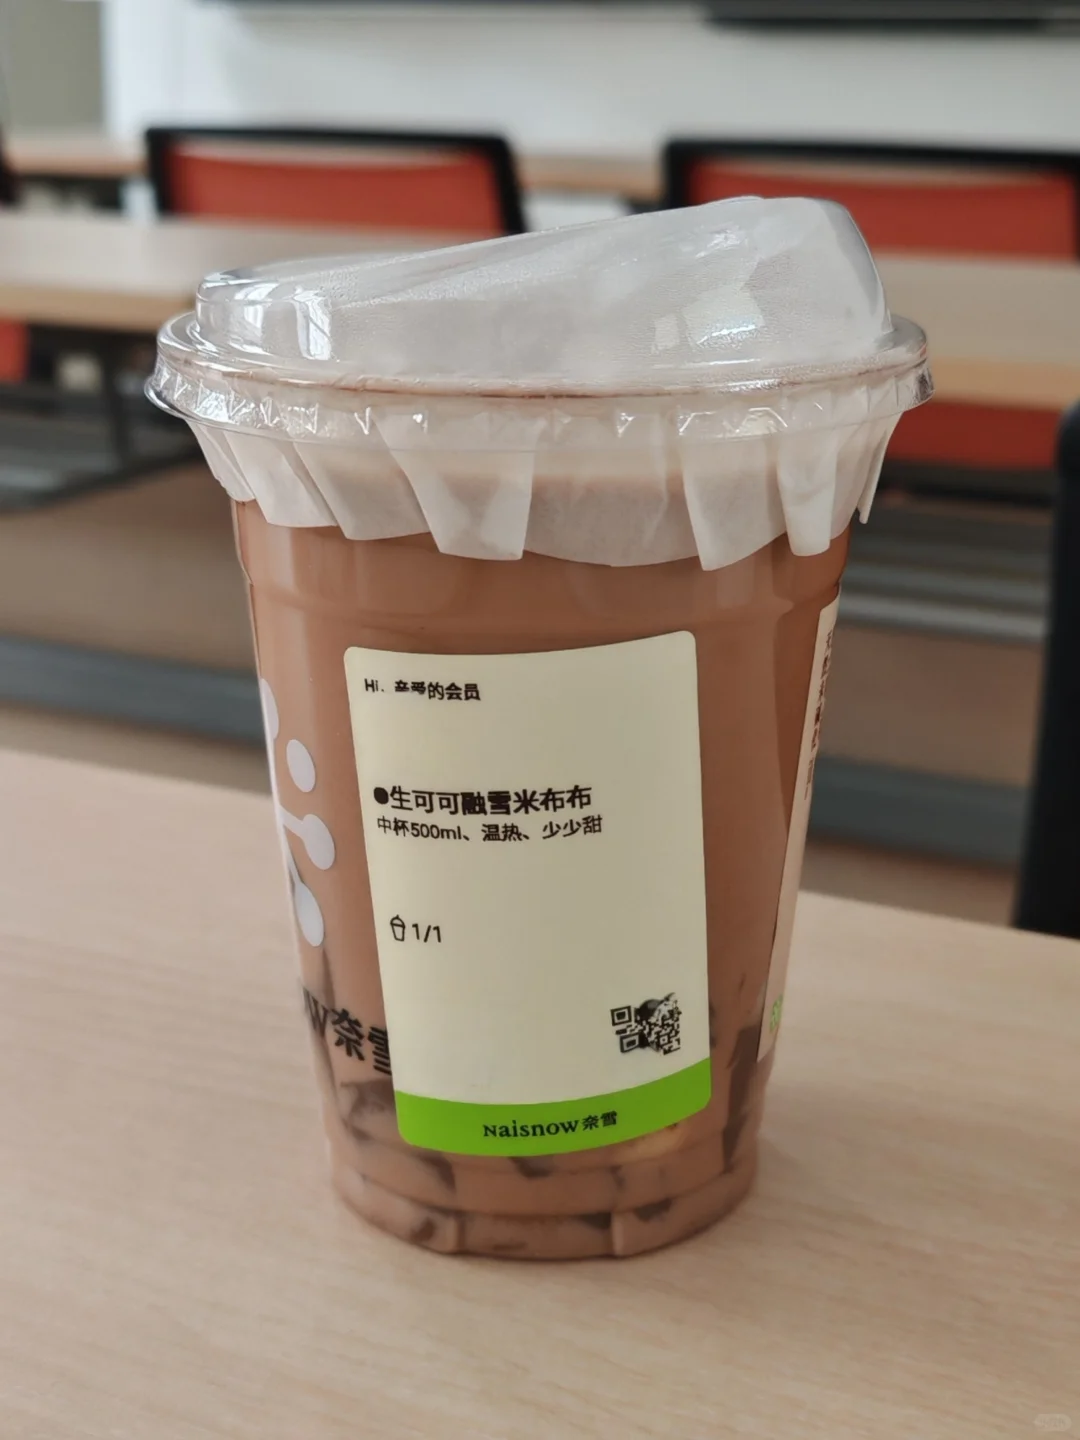 Hi，亲爱的会员
●生可可融雪米布布
中杯500ml、温热、少少甜
1/1
W奈雪
Naisnow奈雪